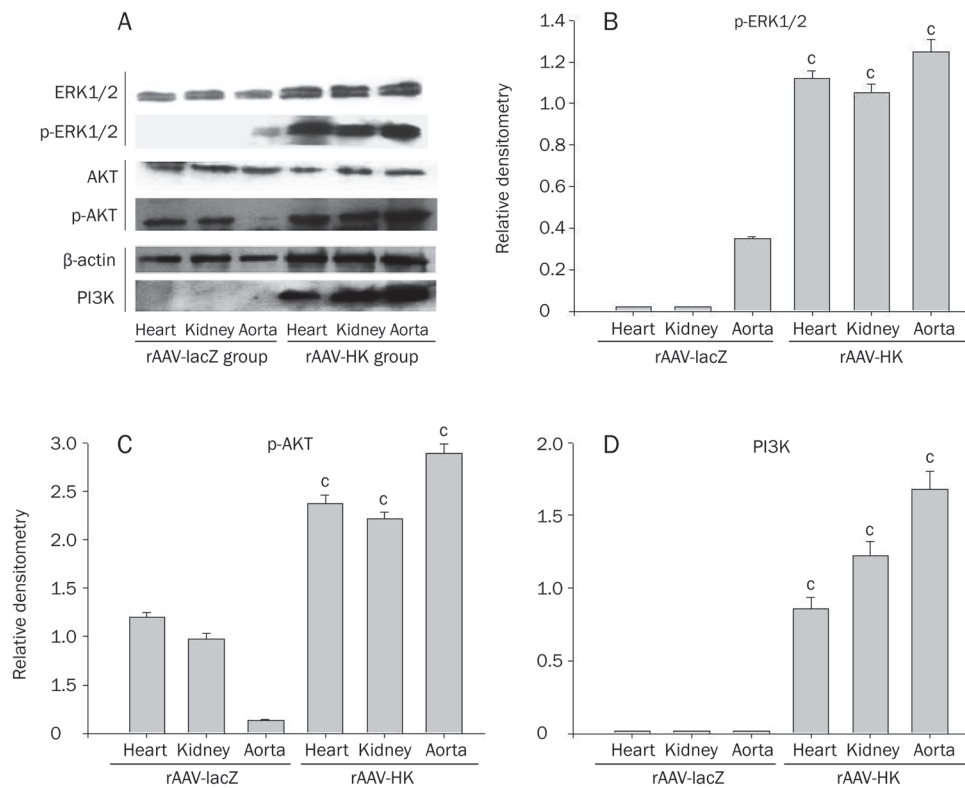 A
ERK1/2
p-ERK1/2
AKT
p-AKT
β-actin
PI3K
Heart Kidney Aorta Heart Kidney Aorta
rAAV-lacZ group rAAV-HK group
B
p-ERK1/2
Relative densitometry
1.4
1.2
1.0
0.8
0.6
0.4
0.2
0
c c c
Heart Kidney Aorta Heart Kidney Aorta
rAAV-lacZ rAAV-HK
C
p-AKT
Relative densitometry
3.0
2.5
2.0
1.5
1.0
1.5
0
c c c
Heart Kidney Aorta Heart Kidney Aorta
rAAV-lacZ rAAV-HK
D
PI3K
2.0
1.5
1.0
0.5
0
c c c
Heart Kidney Aorta Heart Kidney Aorta
rAAV-lacZ rAAV-HK